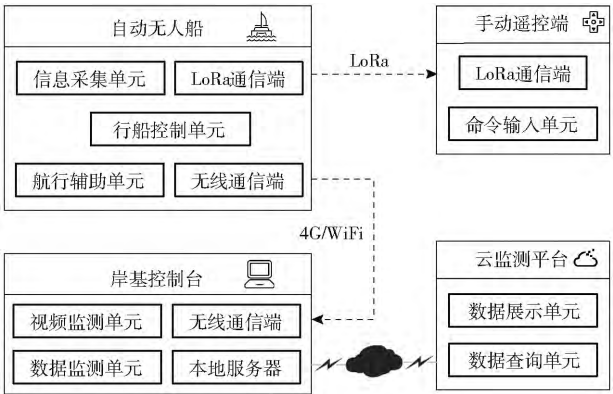 自动无人船
信息采集单元
LoRa通信端
行船控制单元
航行辅助单元
无线通信端
LoRa
手动遥控端
LoRa通信端
命令输入单元
4G/WiFi
岸基控制台
视频监测单元
无线通信端
数据监测单元
本地服务器
云监测平台
数据展示单元
数据查询单元